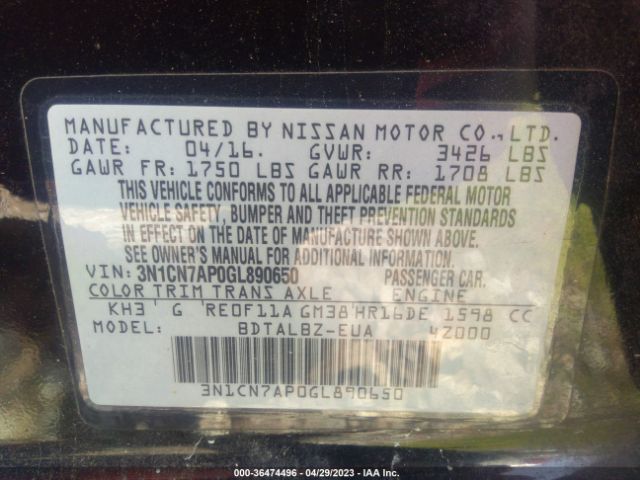 MANUFACTURED BY NISSAN MOTOR CO.,LTD.
DATE: 04/16. GVWR: 3426 LBS
GAWR FR: 1750 LBS GAWR RR: 1708 LBS
THIS VEHICLE CONFORMS TO ALL APPLICABLE FEDERAL MOTOR
VEHICLE SAFETY, BUMPER AND THEFT PREVENTION STANDARDS
IN EFFECT ON THE DATE OF MANUFACTURE SHOWN ABOVE.
SEE OWNER'S MANUAL FOR ADDITIONAL INFORMATION.
VIN: 3N1CN7AP0GL890650 PASSENGER CAR.
COLOR TRIM TRANS AXLE ENGINE
KH3 ' G RE0F11A GM38'HR16DE 1598 CC
MODEL: BDTALBZ-EUA 4Z000
3N1CN7AP0GL890650
000-36474496 - 04/29/2023 - IAA Inc.